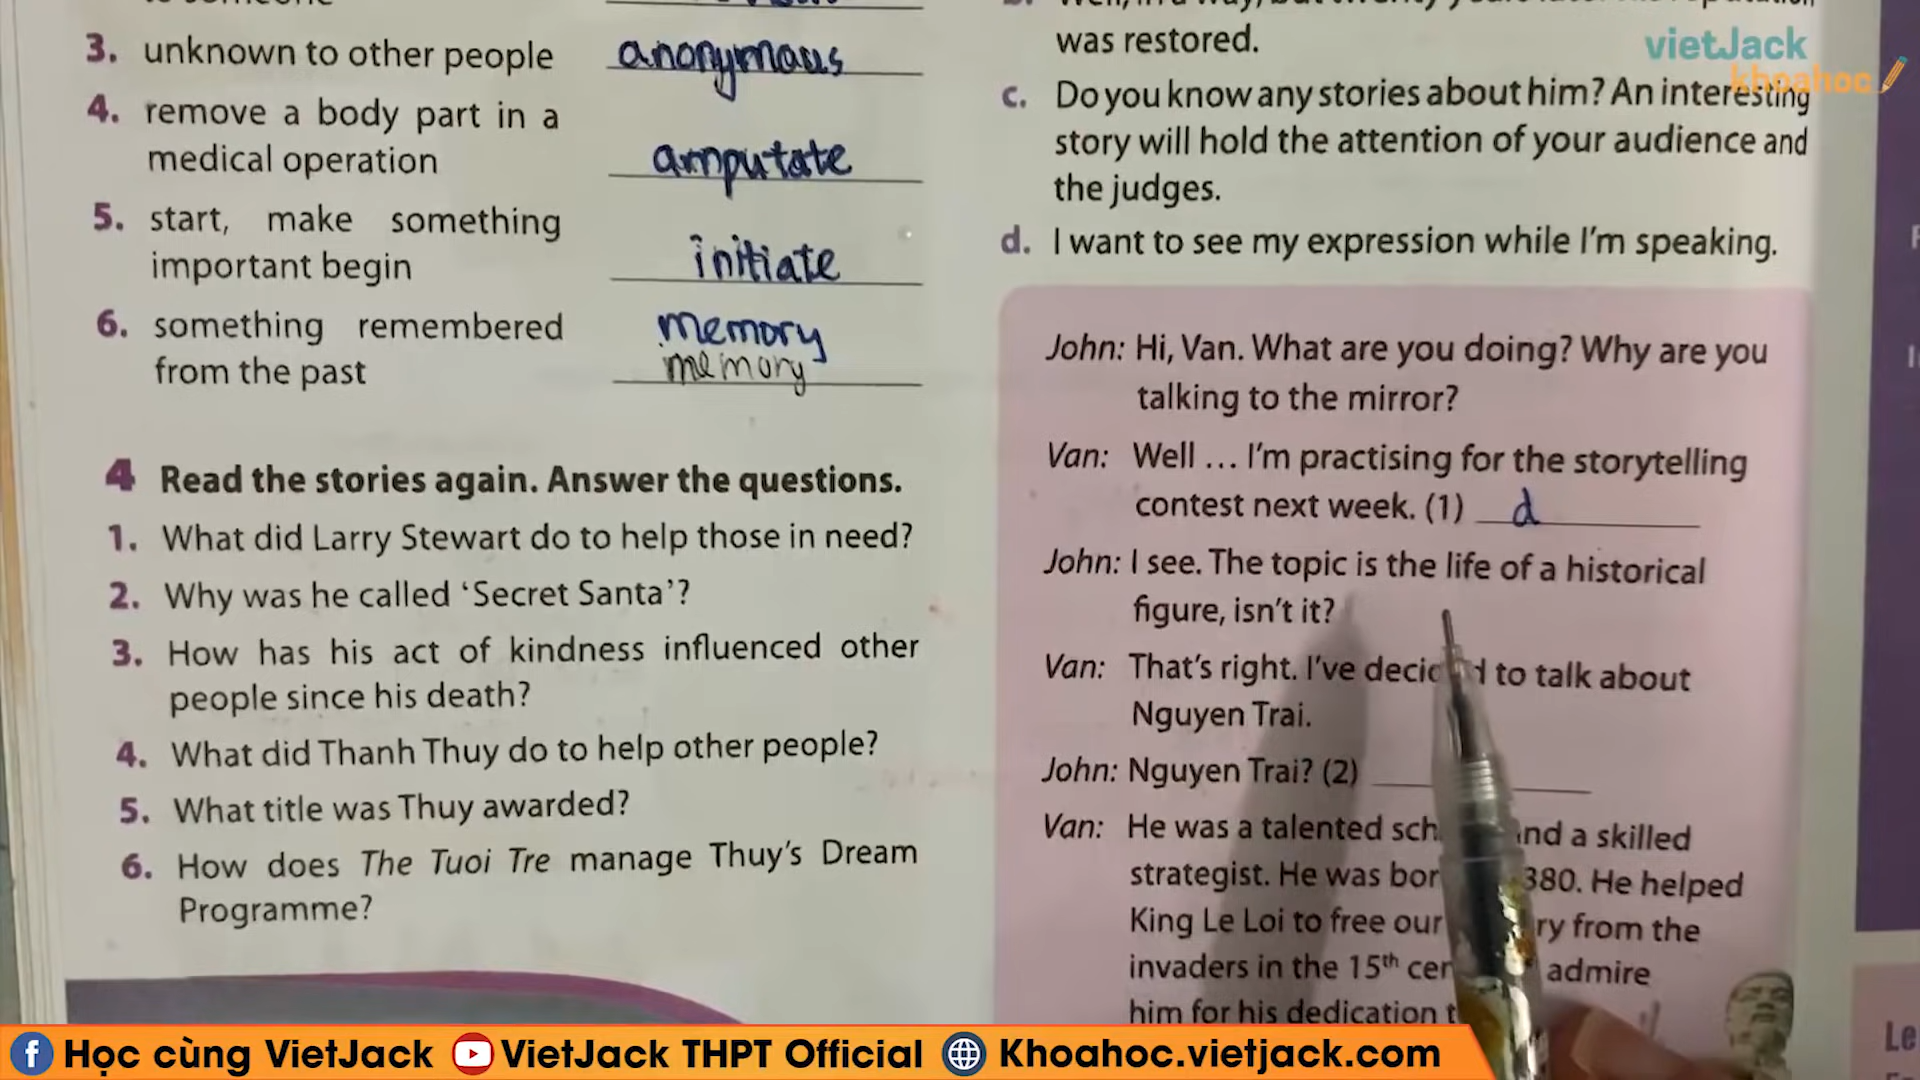 to someone
3. unknown to other people anonymous
4. remove a body part in a
medical operation amputate
5. start, make something
important begin initiate
6. something remembered memory
from the past memory
4 Read the stories again. Answer the questions.
1. What did Larry Stewart do to help those in need?
2. Why was he called ‘Secret Santa’?
3. How has his act of kindness influenced other
people since his death?
4. What did Thanh Thuy do to help other people?
5. What title was Thuy awarded?
6. How does The Tuoi Tre manage Thuy’s Dream
Programme?
was restored.
c. Do you know any stories about him? An interesting
story will hold the attention of your audience and
the judges.
d. I want to see my expression while I’m speaking.
John: Hi, Van. What are you doing? Why are you
talking to the mirror?
Van: Well … I’m practising for the storytelling
contest next week. (1) d
John: I see. The topic is the life of a historical
figure, isn’t it?
Van: That’s right. I’ve decided to talk about
Nguyen Trai.
John: Nguyen Trai? (2)
Van: He was a talented and a skilled
strategist. He was 380. He helped
King Le Loi to free our from the
invaders in the 15th admire
him for his dedication
vietJack
khoahoc
Học cùng VietJack
VietJack THPT Official
Khoahoc.vietjack.com